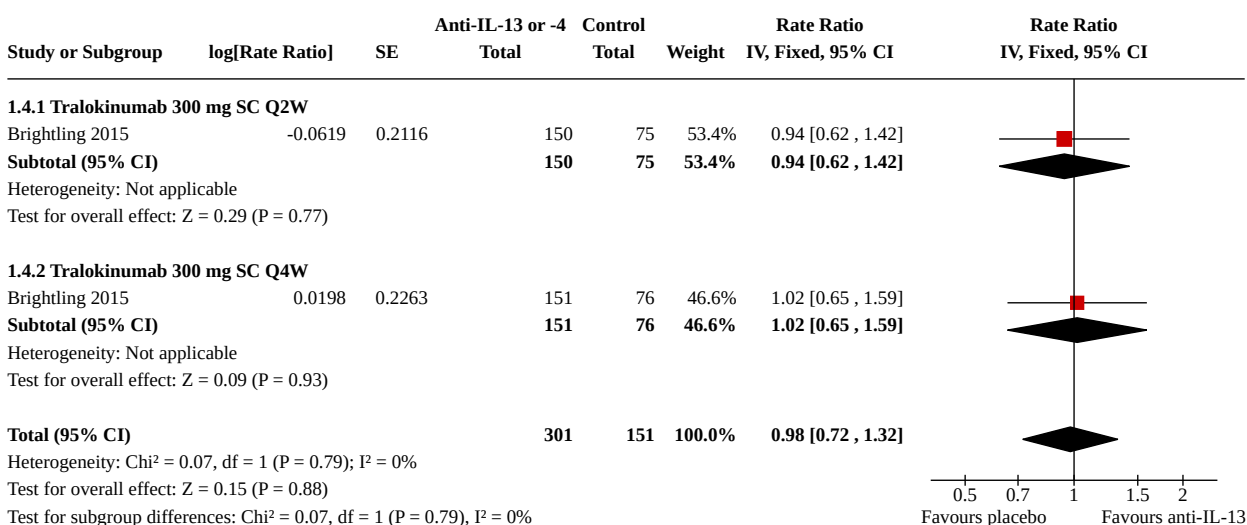 Anti-IL-13 or -4 Control Rate Ratio Rate Ratio
Study or Subgroup log[Rate Ratio] SE Total Total Weight IV, Fixed, 95% CI IV, Fixed, 95% CI
1.4.1 Tralokinumab 300 mg SC Q2W
Brightling 2015 -0.0619 0.2116 150 75 53.4% 0.94 [0.62 , 1.42]
Subtotal (95% CI) 150 75 53.4% 0.94 [0.62 , 1.42]
Heterogeneity: Not applicable
Test for overall effect: Z = 0.29 (P = 0.77)
1.4.2 Tralokinumab 300 mg SC Q4W
Brightling 2015 0.0198 0.2263 151 76 46.6% 1.02 [0.65 , 1.59]
Subtotal (95% CI) 151 76 46.6% 1.02 [0.65 , 1.59]
Heterogeneity: Not applicable
Test for overall effect: Z = 0.09 (P = 0.93)
Total (95% CI) 301 151 100.0% 0.98 [0.72 , 1.32]
Heterogeneity: Chi² = 0.07, df = 1 (P = 0.79); I² = 0%
Test for overall effect: Z = 0.15 (P = 0.88)
0.5 0.7 1 1.5 2
Test for subgroup differences: Chi² = 0.07, df = 1 (P = 0.79), I² = 0% Favours placebo Favours anti-IL-13